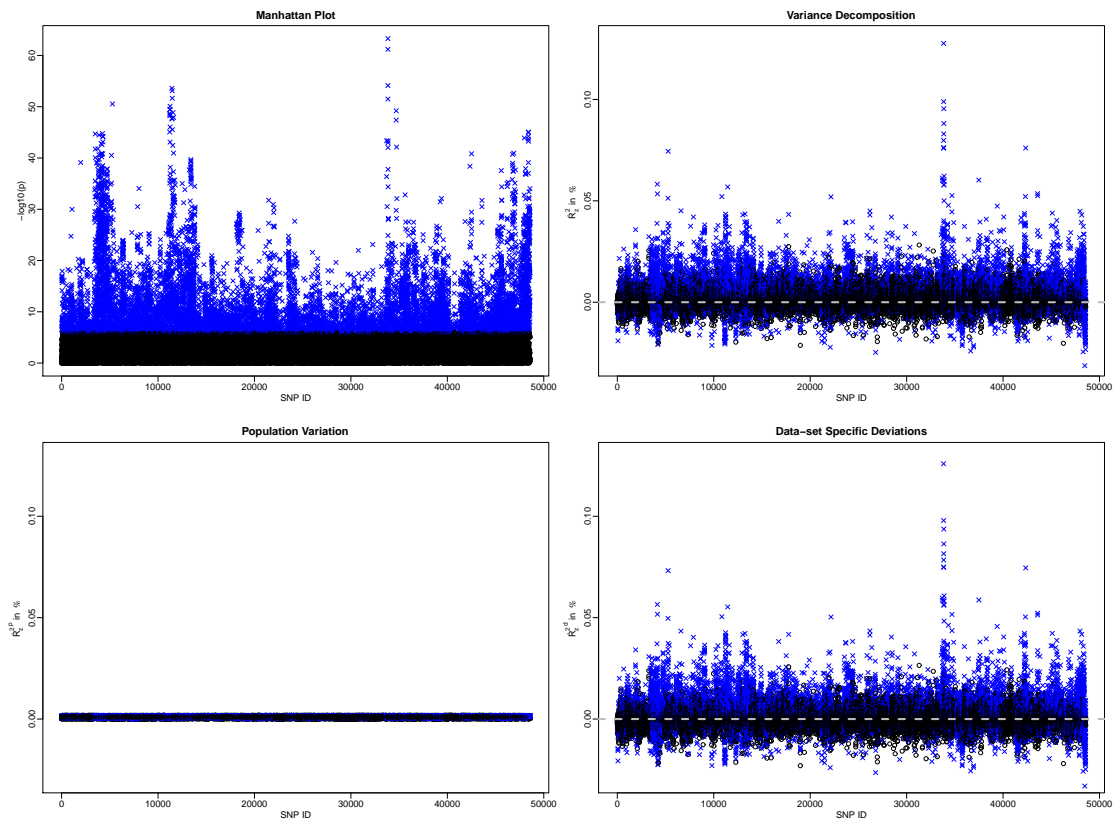 Manhattan Plot
−log10(p)
0 10 20 30 40 50 60
0 10000 20000 30000 40000 50000
SNP ID
Variance Decomposition
R²z in %
0.00 0.05 0.10
0 10000 20000 30000 40000 50000
SNP ID
Population Variation
R²ᵖz in %
0.00 0.05 0.10
0 10000 20000 30000 40000 50000
SNP ID
Data−set Specific Deviations
R²ᵈz in %
0.00 0.05 0.10
0 10000 20000 30000 40000 50000
SNP ID